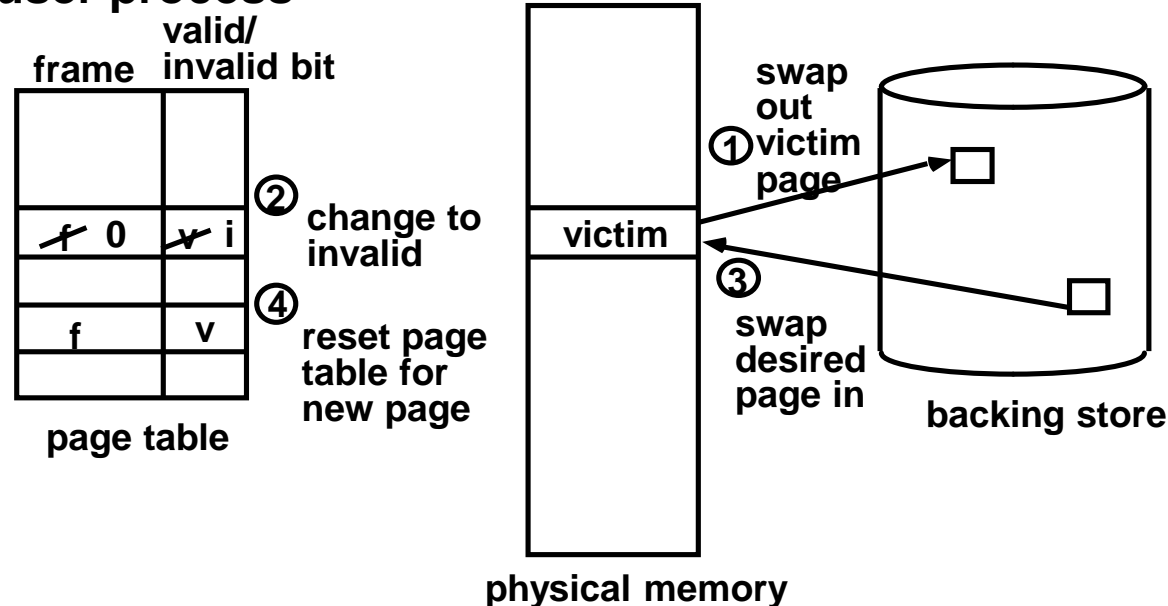 user process
valid/
frame invalid bit
f 0 v i
f v
page table
2
change to
invalid
4
reset page
table for
new page
victim
physical memory
swap
out
1 victim
page
3
swap
desired
page in
backing store